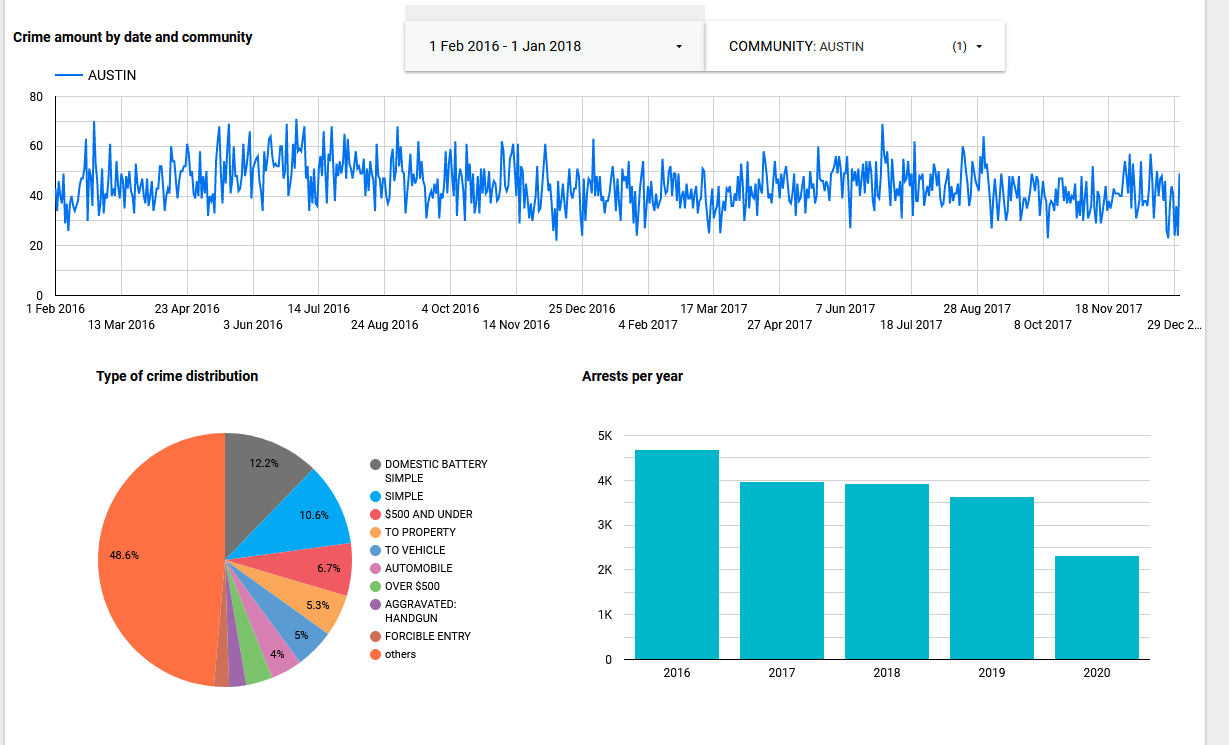 Crime amount by date and community
1 Feb 2016 - 1 Jan 2018
COMMUNITY: AUSTIN (1)
AUSTIN
80
60
40
20
0
1 Feb 2016
13 Mar 2016
23 Apr 2016
3 Jun 2016
14 Jul 2016
24 Aug 2016
4 Oct 2016
14 Nov 2016
25 Dec 2016
4 Feb 2017
17 Mar 2017
27 Apr 2017
7 Jun 2017
18 Jul 2017
28 Aug 2017
8 Oct 2017
18 Nov 2017
29 Dec 2...
Type of crime distribution
12.2%
10.6%
6.7%
5.3%
5%
4%
48.6%
DOMESTIC BATTERY
SIMPLE
SIMPLE
$500 AND UNDER
TO PROPERTY
TO VEHICLE
AUTOMOBILE
OVER $500
AGGRAVATED:
HANDGUN
FORCIBLE ENTRY
others
Arrests per year
5K
4K
3K
2K
1K
0
2016
2017
2018
2019
2020